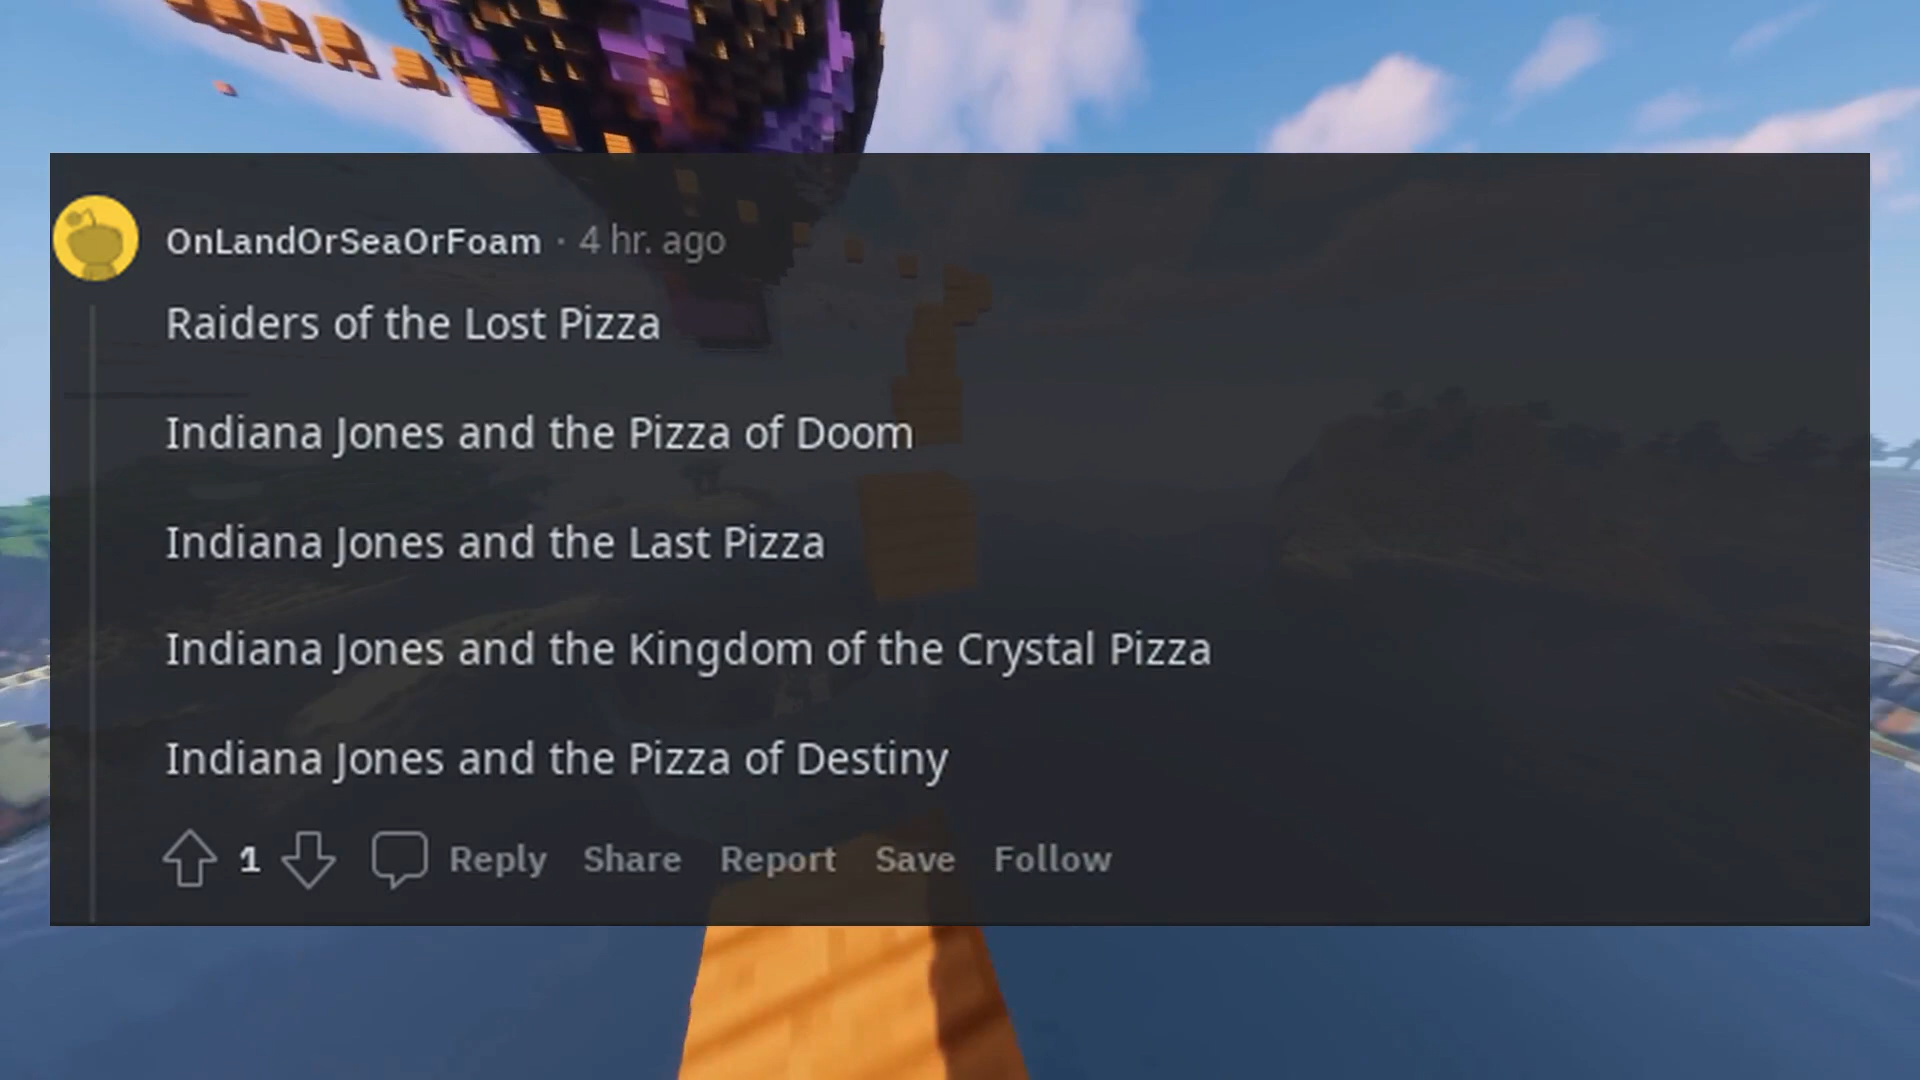 OnLandOrSeaOrFoam · 4 hr. ago
Raiders of the Lost Pizza
Indiana Jones and the Pizza of Doom
Indiana Jones and the Last Pizza
Indiana Jones and the Kingdom of the Crystal Pizza
Indiana Jones and the Pizza of Destiny
1 Reply Share Report Save Follow